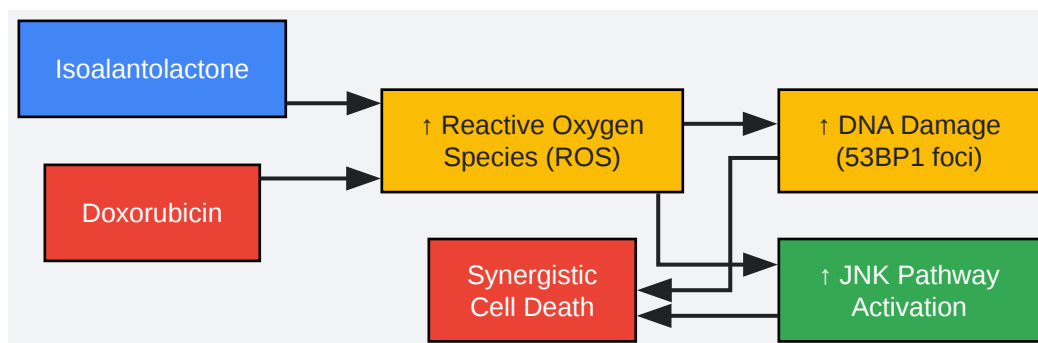 Isoalantolactone
↑ Reactive Oxygen
Species (ROS)
↑ DNA Damage
(53BP1 foci)
Doxorubicin
Synergistic
Cell Death
↑ JNK Pathway
Activation